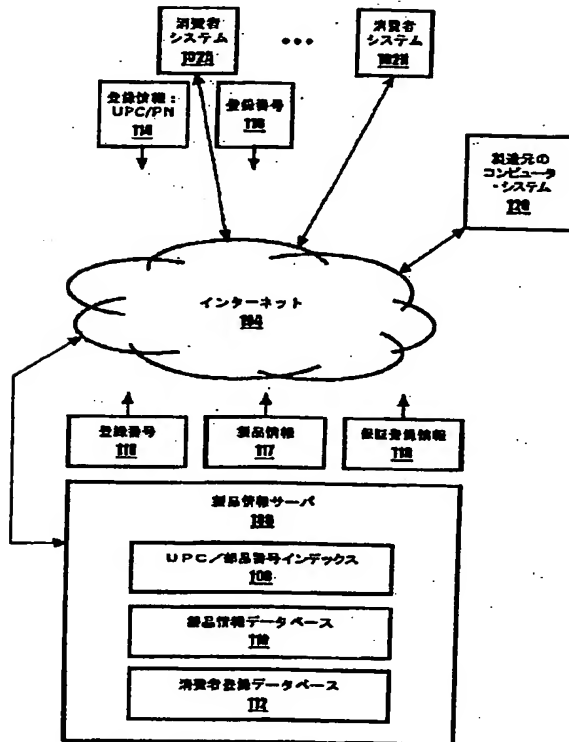 消費者
システム
102A
•••
消費者
システム
102N
登録情報:
UPC/PN
114
登録番号
116
製造元の
コンピュータ
・システム
120
インターネット
104
登録番号
116
製品情報
117
保証登録情報
118
製品情報サーバ
UPC/部品番号インデックス
108
製品情報データベース
110
消費者登録データベース
112